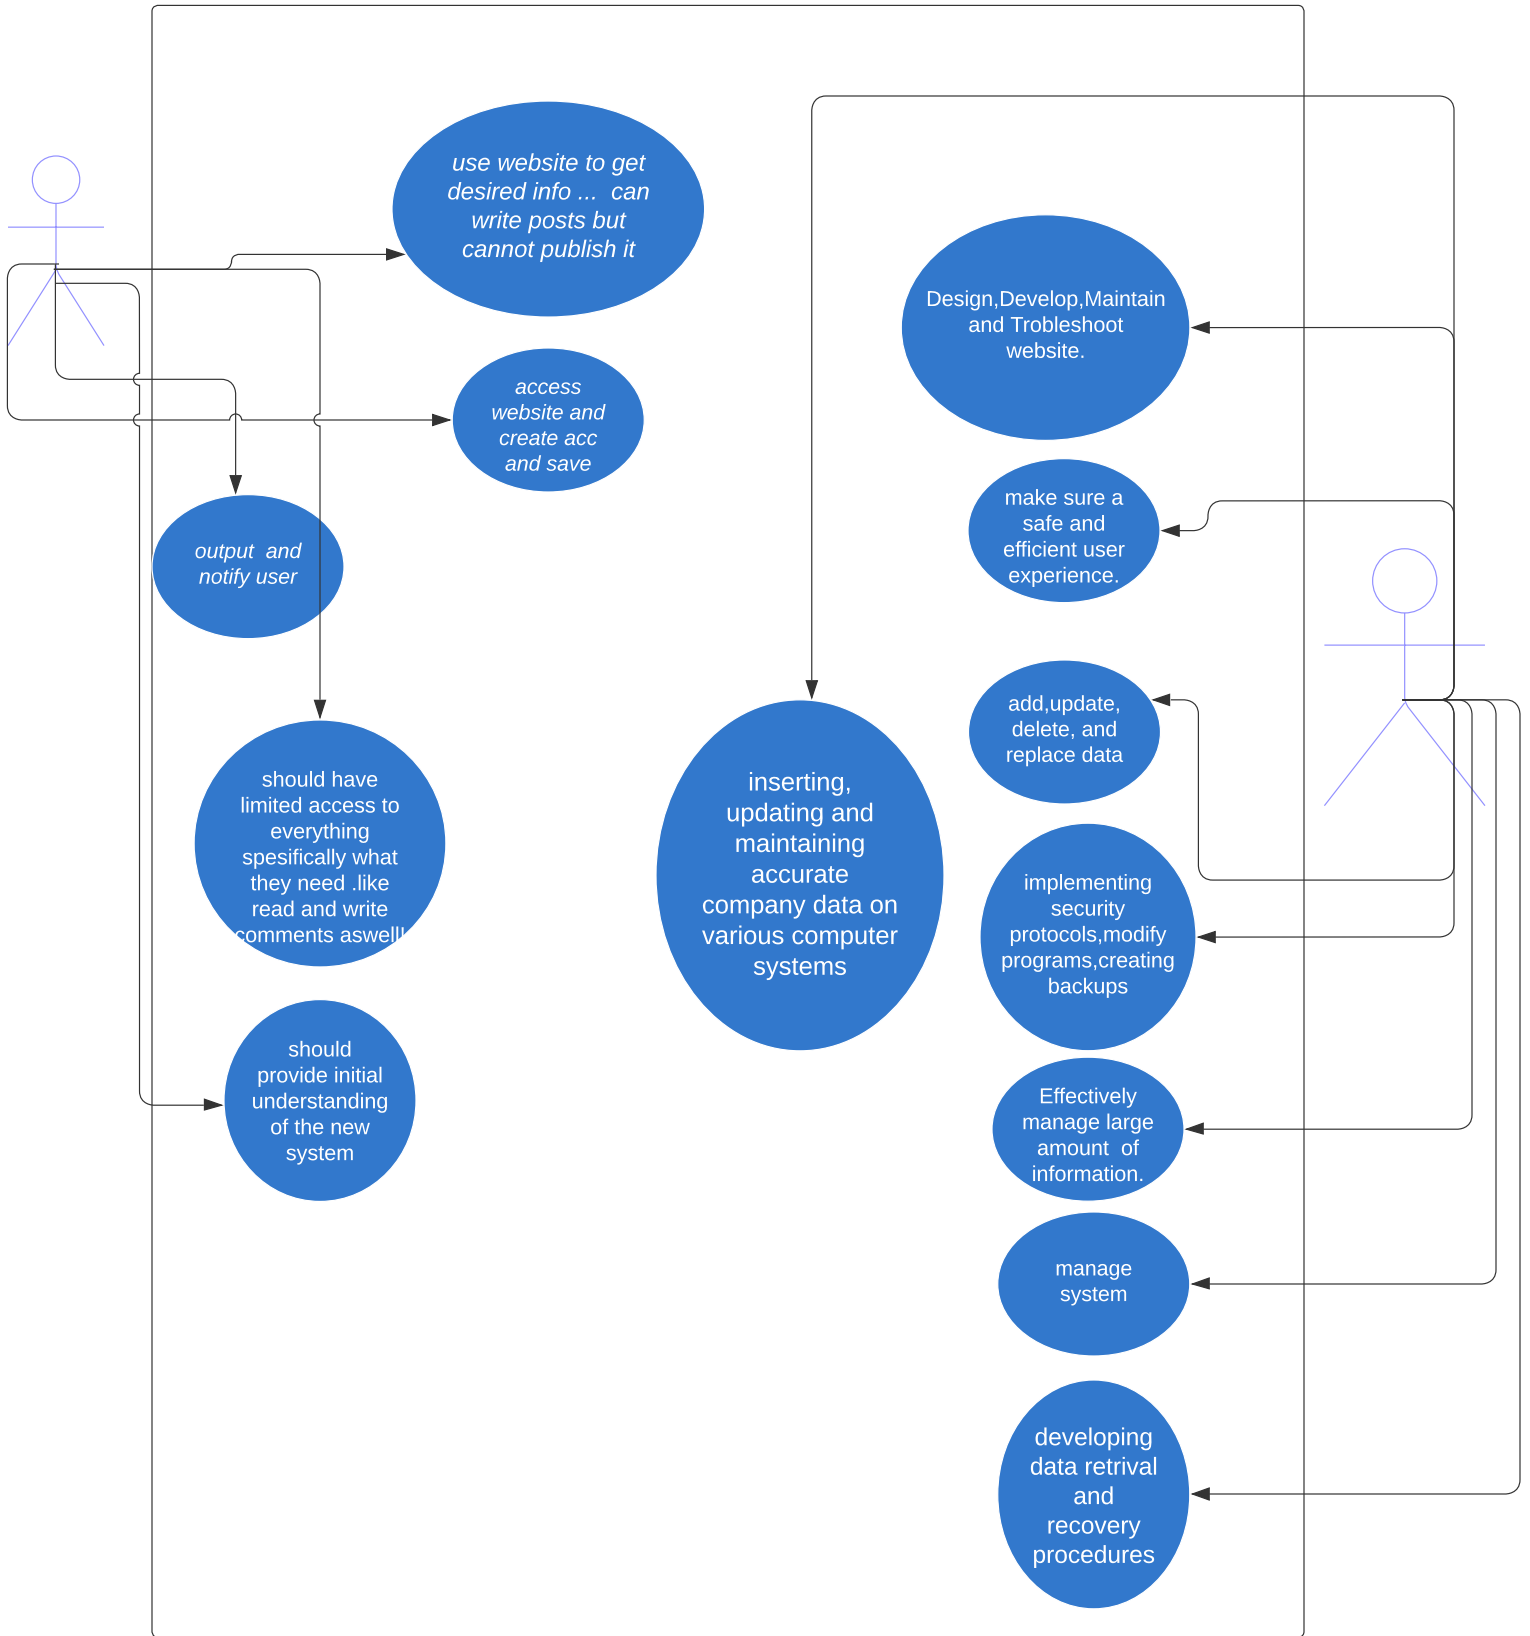 use website to get
desired info ...  can
write posts but
cannot publish it
access
website and
create acc
and save
output  and
notify user
should have
limited access to
everything
spesifically what
they need .like
read and write
comments aswell!
should
provide initial
understanding
of the new
system
inserting,
updating and
maintaining
accurate
company data on
various computer
systems
Design,Develop,Maintain
and Trobleshoot
website.
make sure a
safe and
efficient user
experience.
add,update,
delete, and
replace data
implementing
security
protocols,modify
programs,creating
backups
Effectively
manage large
amount  of
information.
manage
system
developing
data retrival
and
recovery
procedures